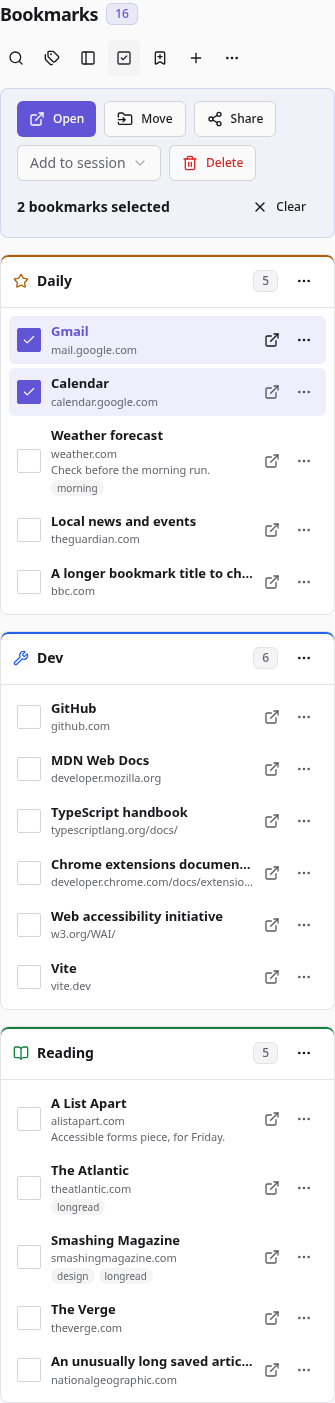 Bookmarks 16
Open Move Share
Add to session Delete
2 bookmarks selected Clear
Daily 5
Gmail
mail.google.com
Calendar
calendar.google.com
Weather forecast
weather.com
Check before the morning run.
morning
Local news and events
theguardian.com
A longer bookmark title to ch...
bbc.com
Dev 6
GitHub
github.com
MDN Web Docs
developer.mozilla.org
TypeScript handbook
typescriptlang.org/docs/
Chrome extensions documen...
developer.chrome.com/docs/extensio...
Web accessibility initiative
w3.org/WAI/
Vite
vite.dev
Reading 5
A List Apart
alistapart.com
Accessible forms piece, for Friday.
The Atlantic
theatlantic.com
longread
Smashing Magazine
smashingmagazine.com
design longread
The Verge
theverge.com
An unusually long saved artic...
nationalgeographic.com